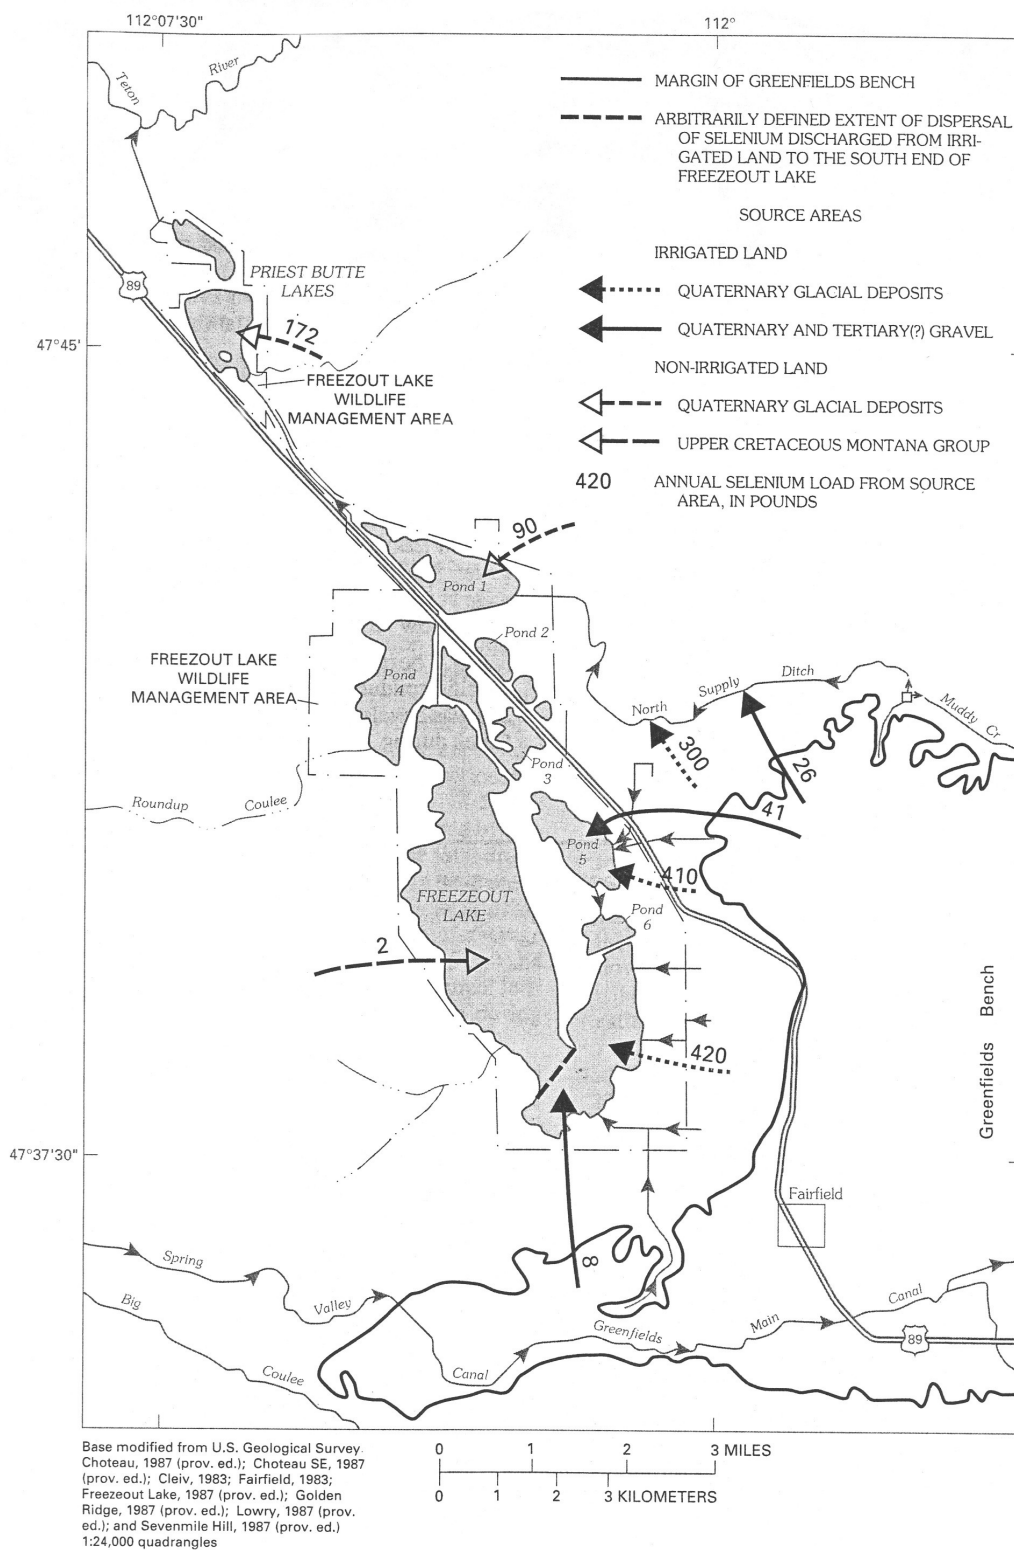 112°07'30"
112°
Teton
River
MARGIN OF GREENFIELDS BENCH
ARBITRARILY DEFINED EXTENT OF DISPERSAL
OF SELENIUM DISCHARGED FROM IRRI-
GATED LAND TO THE SOUTH END OF
FREEZEOUT LAKE
SOURCE AREAS
IRRIGATED LAND
QUATERNARY GLACIAL DEPOSITS
QUATERNARY AND TERTIARY(?) GRAVEL
NON-IRRIGATED LAND
QUATERNARY GLACIAL DEPOSITS
UPPER CRETACEOUS MONTANA GROUP
420
ANNUAL SELENIUM LOAD FROM SOURCE
AREA, IN POUNDS
PRIEST BUTTE
LAKES
89
172
47°45'
FREEZOUT LAKE
WILDLIFE
MANAGEMENT AREA
90
Pond 1
Pond 2
FREEZOUT LAKE
WILDLIFE
MANAGEMENT AREA
Pond
4
North Supply Ditch
Muddy Cr
Pond
3
300
26
Roundup Coulee
41
Pond
5
410
FREEZEOUT
LAKE
Pond
6
2
Greenfields Bench
420
47°37'30"
Fairfield
8
Spring Valley Canal
Big Coulee
Greenfields Main Canal
89
Base modified from U.S. Geological Survey
Choteau, 1987 (prov. ed.); Choteau SE, 1987
(prov. ed.); Cleiv, 1983; Fairfield, 1983;
Freezeout Lake, 1987 (prov. ed.); Golden
Ridge, 1987 (prov. ed.); Lowry, 1987 (prov.
ed.); and Sevenmile Hill, 1987 (prov. ed.)
1:24,000 quadrangles
0 1 2 3 MILES
0 1 2 3 KILOMETERS